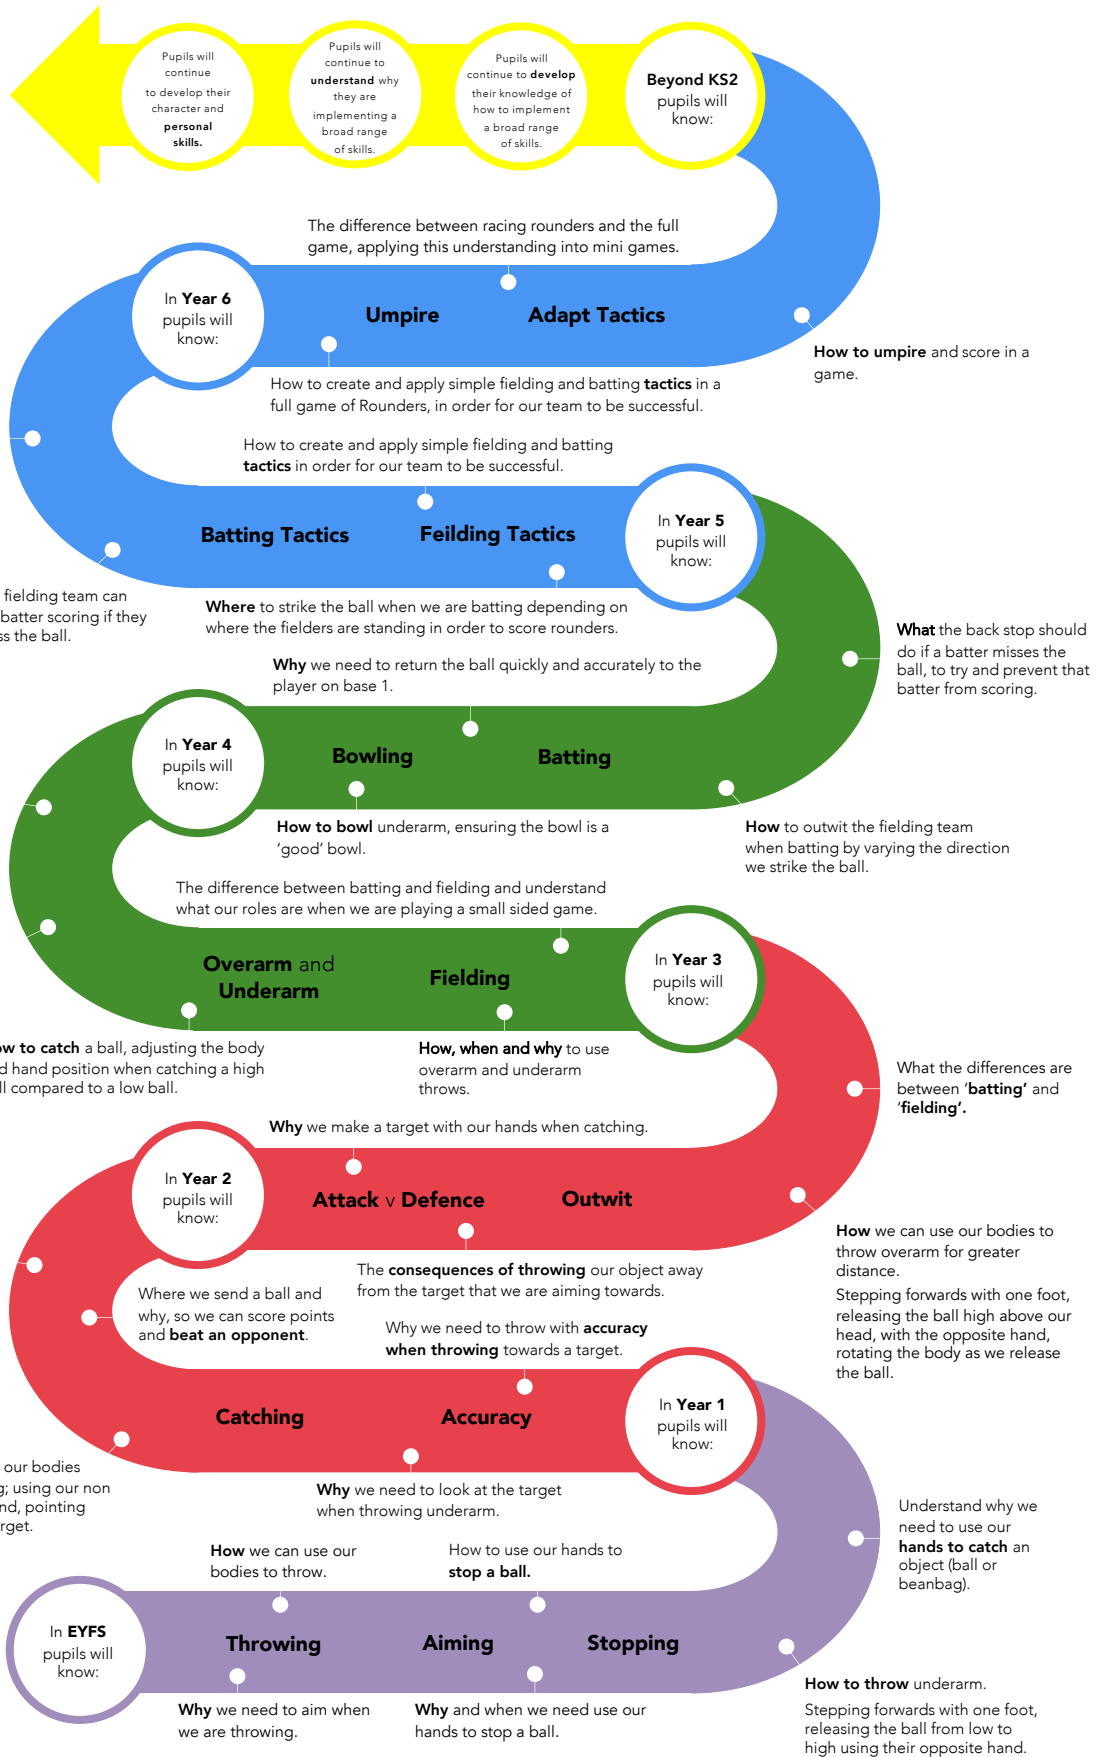 Pupils will
continue
to develop their
character and
personal
skills.
Pupils will
continue to
understand why
they are
implementing a
broad range
of skills.
Pupils will
continue to develop
their knowledge of
how to implement
a broad range
of skills.
Beyond KS2
pupils will
know:
The difference between racing rounders and the full
game, applying this understanding into mini games.
In Year 6
pupils will
know:
Umpire
Adapt Tactics
How to umpire and score in a
game.
How to create and apply simple fielding and batting tactics in a
full game of Rounders, in order for our team to be successful.
How to create and apply simple fielding and batting
tactics in order for our team to be successful.
Batting Tactics
Feilding Tactics
In Year 5
pupils will
know:
fielding team can
batter scoring if they
ss the ball.
Where to strike the ball when we are batting depending on
where the fielders are standing in order to score rounders.
What the back stop should
do if a batter misses the
ball, to try and prevent that
batter from scoring.
Why we need to return the ball quickly and accurately to the
player on base 1.
In Year 4
pupils will
know:
Bowling
Batting
How to bowl underarm, ensuring the bowl is a
‘good’ bowl.
How to outwit the fielding team
when batting by varying the direction
we strike the ball.
The difference between batting and fielding and understand
what our roles are when we are playing a small sided game.
Overarm and
Underarm
Fielding
In Year 3
pupils will
know:
ow to catch a ball, adjusting the body
d hand position when catching a high
ll compared to a low ball.
How, when and why to use
overarm and underarm
throws.
What the differences are
between ‘batting’ and
‘fielding’.
Why we make a target with our hands when catching.
In Year 2
pupils will
know:
Attack v Defence
Outwit
How we can use our bodies to
throw overarm for greater
distance.
Stepping forwards with one foot,
releasing the ball high above our
head, with the opposite hand,
rotating the body as we release
the ball.
The consequences of throwing our object away
from the target that we are aiming towards.
Where we send a ball and
why, so we can score points
and beat an opponent.
Why we need to throw with accuracy
when throwing towards a target.
Catching
Accuracy
In Year 1
pupils will
know:
our bodies
g; using our non
nd, pointing
rget.
Why we need to look at the target
when throwing underarm.
Understand why we
need to use our
hands to catch an
object (ball or
beanbag).
How we can use our
bodies to throw.
How to use our hands to
stop a ball.
In EYFS
pupils will
know:
Throwing
Aiming
Stopping
Why we need to aim when
we are throwing.
Why and when we need use our
hands to stop a ball.
How to throw underarm.
Stepping forwards with one foot,
releasing the ball from low to
high using their opposite hand.